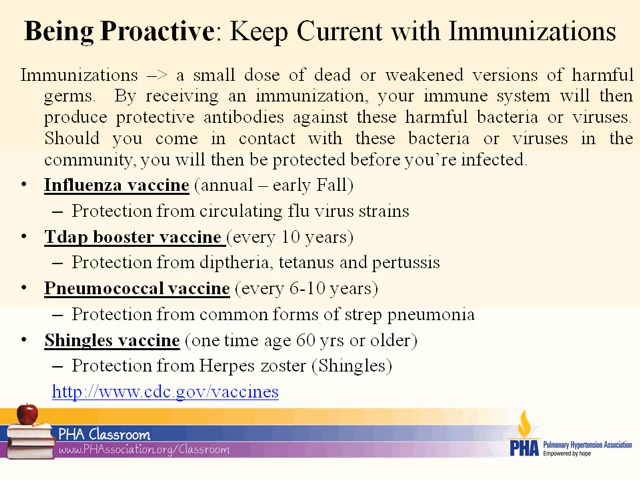 Being Proactive: Keep Current with Immunizations
Immunizations –> a small dose of dead or weakened versions of harmful
germs. By receiving an immunization, your immune system will then
produce protective antibodies against these harmful bacteria or viruses.
Should you come in contact with these bacteria or viruses in the
community, you will then be protected before you're infected.
• Influenza vaccine (annual – early Fall)
– Protection from circulating flu virus strains
• Tdap booster vaccine (every 10 years)
– Protection from diptheria, tetanus and pertussis
• Pneumococcal vaccine (every 6-10 years)
– Protection from common forms of strep pneumonia
• Shingles vaccine (one time age 60 yrs or older)
– Protection from Herpes zoster (Shingles)
http://www.cdc.gov/vaccines
PHA Classroom
www.PHAssociation.org/Classroom
PHA
Pulmonary Hypertension Association
Empowered by hope